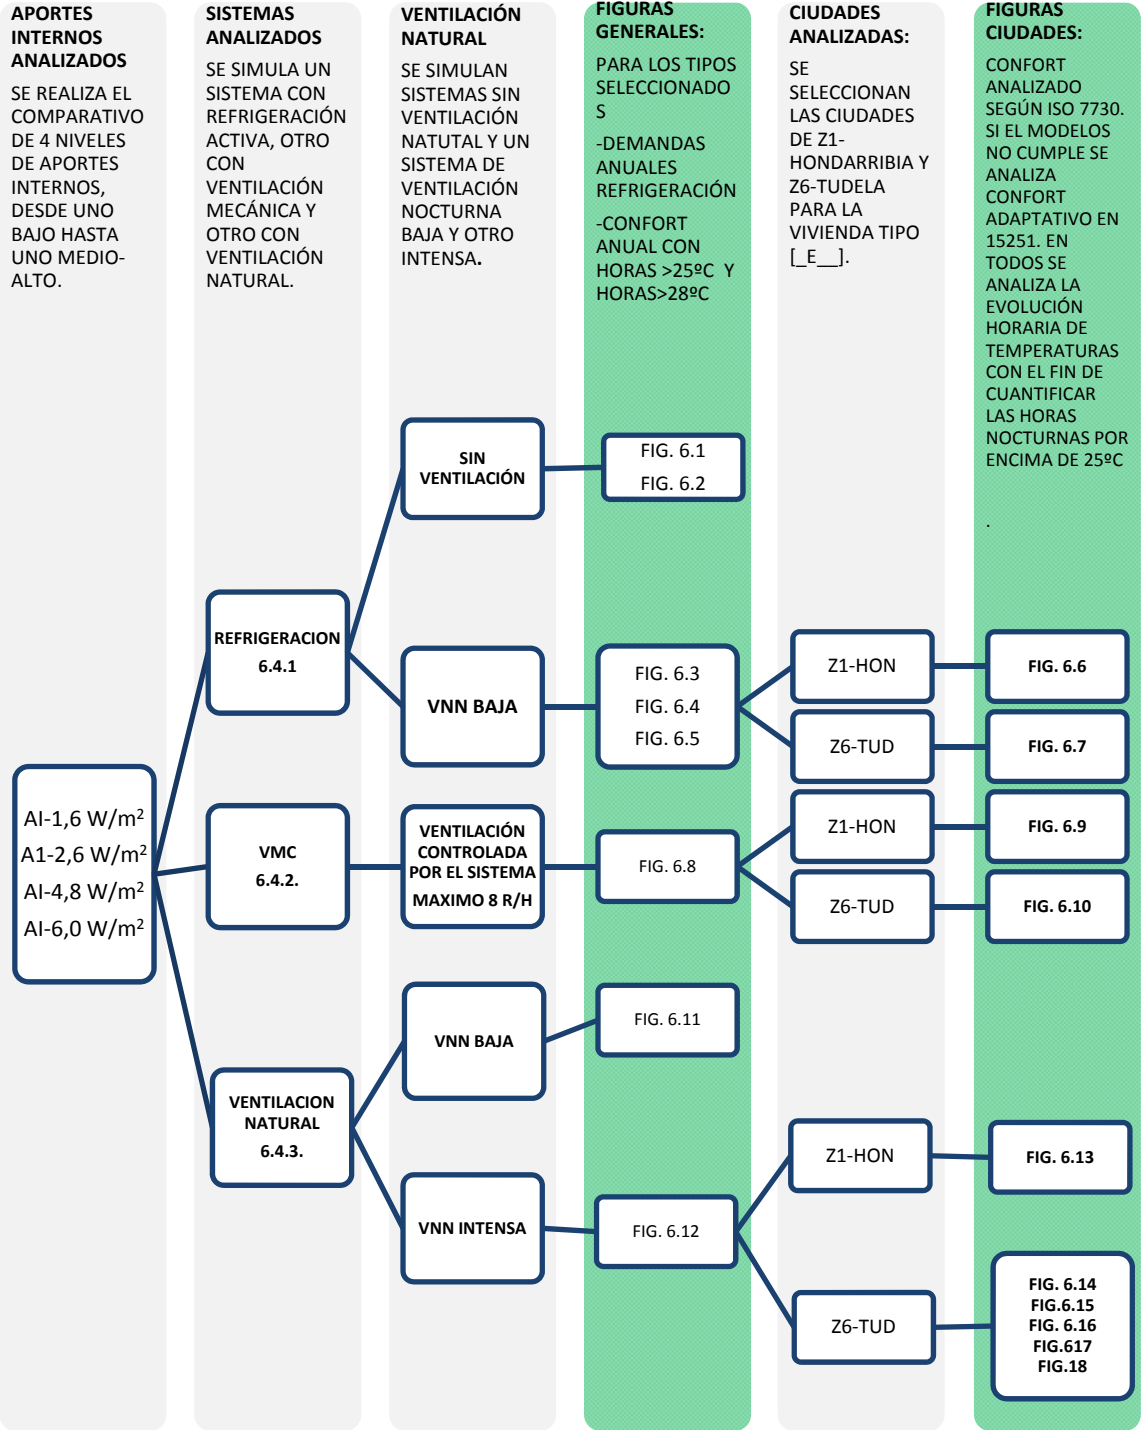 APORTES
INTERNOS
ANALIZADOS
SE REALIZA EL
COMPARATIVO
DE 4 NIVELES
DE APORTES
INTERNOS,
DESDE UNO
BAJO HASTA
UNO MEDIO-
ALTO.
SISTEMAS
ANALIZADOS
SE SIMULA UN
SISTEMA CON
REFRIGERACIÓN
ACTIVA, OTRO
CON
VENTILACIÓN
MECÁNICA Y
OTRO CON
VENTILACIÓN
NATURAL.
VENTILACIÓN
NATURAL
SE SIMULAN
SISTEMAS SIN
VENTILACIÓN
NATUTAL Y UN
SISTEMA DE
VENTILACIÓN
NOCTURNA
BAJA Y OTRO
INTENSA.
FIGURAS
GENERALES:
PARA LOS TIPOS
SELECCIONADO
S
-DEMANDAS
ANUALES
REFRIGERACIÓN
-CONFORT
ANUAL CON
HORAS >25ºC Y
HORAS>28ºC
CIUDADES
ANALIZADAS:
SE
SELECCIONAN
LAS CIUDADES
DE Z1-
HONDARRIBIA Y
Z6-TUDELA
PARA LA
VIVIENDA TIPO
[_E__].
FIGURAS
CIUDADES:
CONFORT
ANALIZADO
SEGÚN ISO 7730.
SI EL MODELOS
NO CUMPLE SE
ANALIZA
CONFORT
ADAPTATIVO EN
15251. EN
TODOS SE
ANALIZA LA
EVOLUCIÓN
HORARIA DE
TEMPERATURAS
CON EL FIN DE
CUANTIFICAR
LAS HORAS
NOCTURNAS POR
ENCIMA DE 25ºC
.
AI-1,6 W/m²
A1-2,6 W/m²
AI-4,8 W/m²
AI-6,0 W/m²
REFRIGERACION
6.4.1
VMC
6.4.2.
VENTILACION
NATURAL
6.4.3.
SIN
VENTILACIÓN
VNN BAJA
VENTILACIÓN
CONTROLADA
POR EL SISTEMA
MAXIMO 8 R/H
VNN BAJA
VNN INTENSA
FIG. 6.1
FIG. 6.2
FIG. 6.3
FIG. 6.4
FIG. 6.5
FIG. 6.8
FIG. 6.11
FIG. 6.12
Z1-HON
Z6-TUD
Z1-HON
Z6-TUD
Z1-HON
Z6-TUD
FIG. 6.6
FIG. 6.7
FIG. 6.9
FIG. 6.10
FIG. 6.13
FIG. 6.14
FIG.6.15
FIG. 6.16
FIG.617
FIG.18